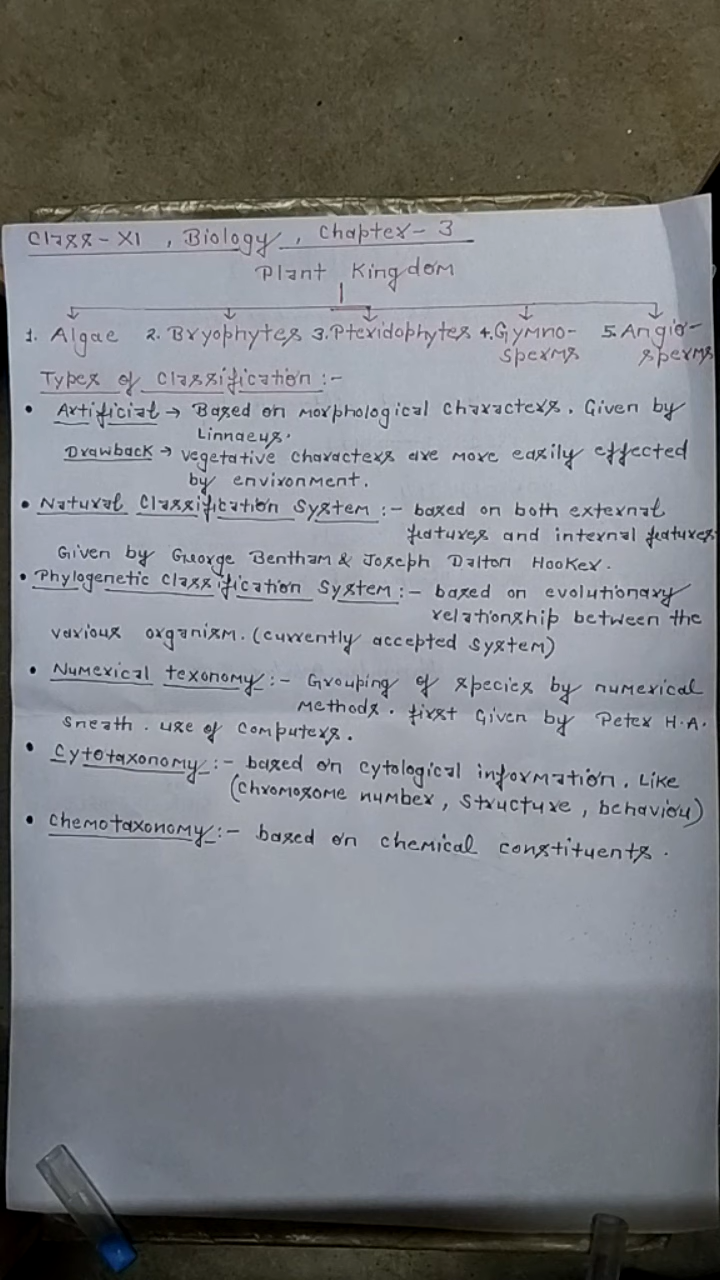 Class-XI , Biology , Chapter- 3
Plant Kingdom
1. Algae 2. Bryophytes 3. Pteridophytes 4. Gymno- 5. Angio-
sperms sperms
Types of Classification :-
• Artificial → Based on morphological characters. Given by
Linnaeus.
Drawback → vegetative characters are more easily effected
by environment.
• Natural Classification System :- based on both external
features and internal features
Given by George Bentham & Joseph Dalton Hooker.
• Phylogenetic classification System :- based on evolutionary
relationship between the
various organism. (currently accepted system)
• Numerical texonomy :- Grouping of species by numerical
methods. first Given by Peter H.A.
Sneath. use of computers.
• Cytotaxonomy :- based on cytological information. Like
(chromosome number, structure, behaviou)
• Chemotaxonomy :- based on chemical constituents.